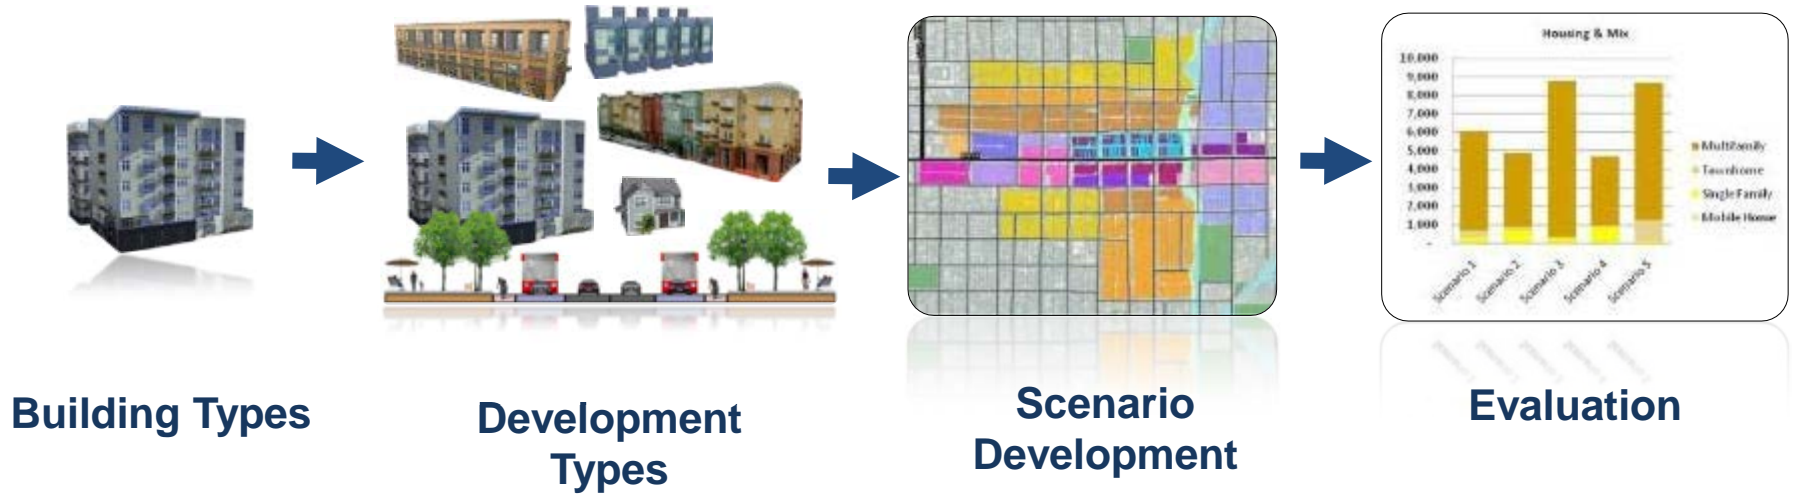 Housing & Mix
10,000
9,000
8,000
7,000
6,000
5,000
4,000
3,000
2,000
1,000
-
Multifamily
Townhome
Single Family
Mobile Home
Scenario 1
Scenario 2
Scenario 3
Scenario 4
Scenario 5
Building Types
Development
Types
Scenario
Development
Evaluation